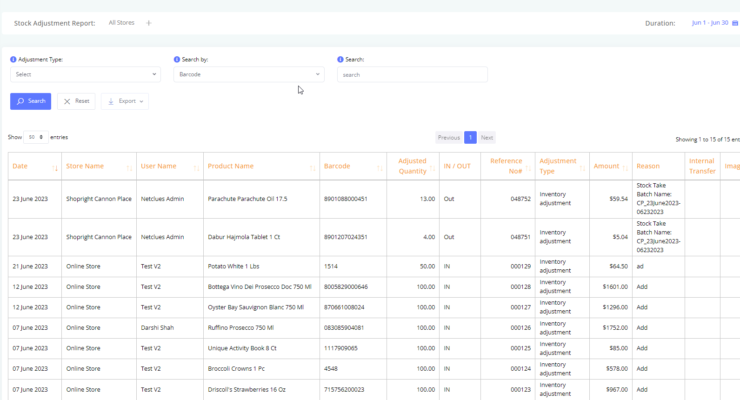 Stock Adjustment Report: All Stores + Duration: Jun 1 - Jun 30
Adjustment Type: Search by: Search:
Select Barcode search
Search Reset Export
Show 50 entries Previous 1 Next
Showing 1 to 15 of 15
Date Store Name User Name Product Name Barcode Adjusted Quantity IN / OUT Reference No# Adjustment Type Amount Reason Internal Transfer
23 June 2023 Shopright Cannon Place Netclues Admin Parachute Parachute Oil 17.5 8901088000451 13.00 Out 048752 Inventory adjustment $59.54 Stock Take Batch Name: CP_23June2023-06232023
23 June 2023 Shopright Cannon Place Netclues Admin Dabur Hajmola Tablet 1 Ct 8901207024351 4.00 Out 048751 Inventory adjustment $5.04 Stock Take Batch Name: CP_23June2023-06232023
21 June 2023 Online Store Test V2 Potato White 1 Lbs 1514 50.00 IN 000129 Inventory adjustment $64.50 ad
12 June 2023 Online Store Test V2 Bottega Vino Dei Prosecco Doc 750 Ml 8005829000646 100.00 IN 000128 Inventory adjustment $1601.00 Add
12 June 2023 Online Store Test V2 Oyster Bay Sauvignon Blanc 750 Ml 870661008024 100.00 IN 000127 Inventory adjustment $1296.00 Add
07 June 2023 Online Store Darshi Shah Ruffino Prosecco 750 Ml 083085904081 100.00 IN 000126 Inventory adjustment $1752.00 Add
07 June 2023 Online Store Test V2 Unique Activity Book 8 Ct 1117909065 100.00 IN 000125 Inventory adjustment $85.00 Add
07 June 2023 Online Store Test V2 Broccoli Crowns 1 Pc 4548 100.00 IN 000124 Inventory adjustment $578.00 Add
07 June 2023 Online Store Test V2 Driscoll's Strawberries 16 Oz 715756200023 100.00 IN 000123 Inventory adjustment $967.00 Add